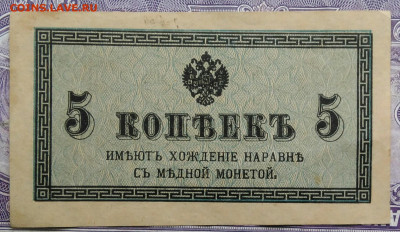 COINS.LAVE.RU
5 КОПѢЕКЪ 5
ИМѢЮТЪ ХОЖДЕНІЕ НАРАВНѢ
СЪ МѢДНОЙ МОНЕТОЙ.